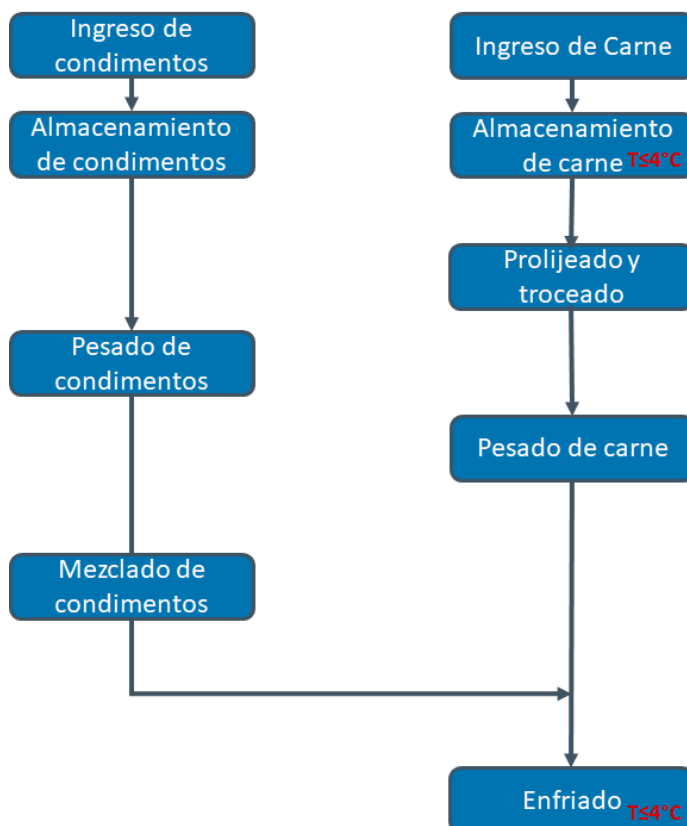 Ingreso de
condimentos
Almacenamiento
de condimentos
Pesado de
condimentos
Mezclado de
condimentos
Ingreso de Carne
Almacenamiento
de carne T≤4°C
Prolijeado y
troceado
Pesado de carne
Enfriado T≤4°C